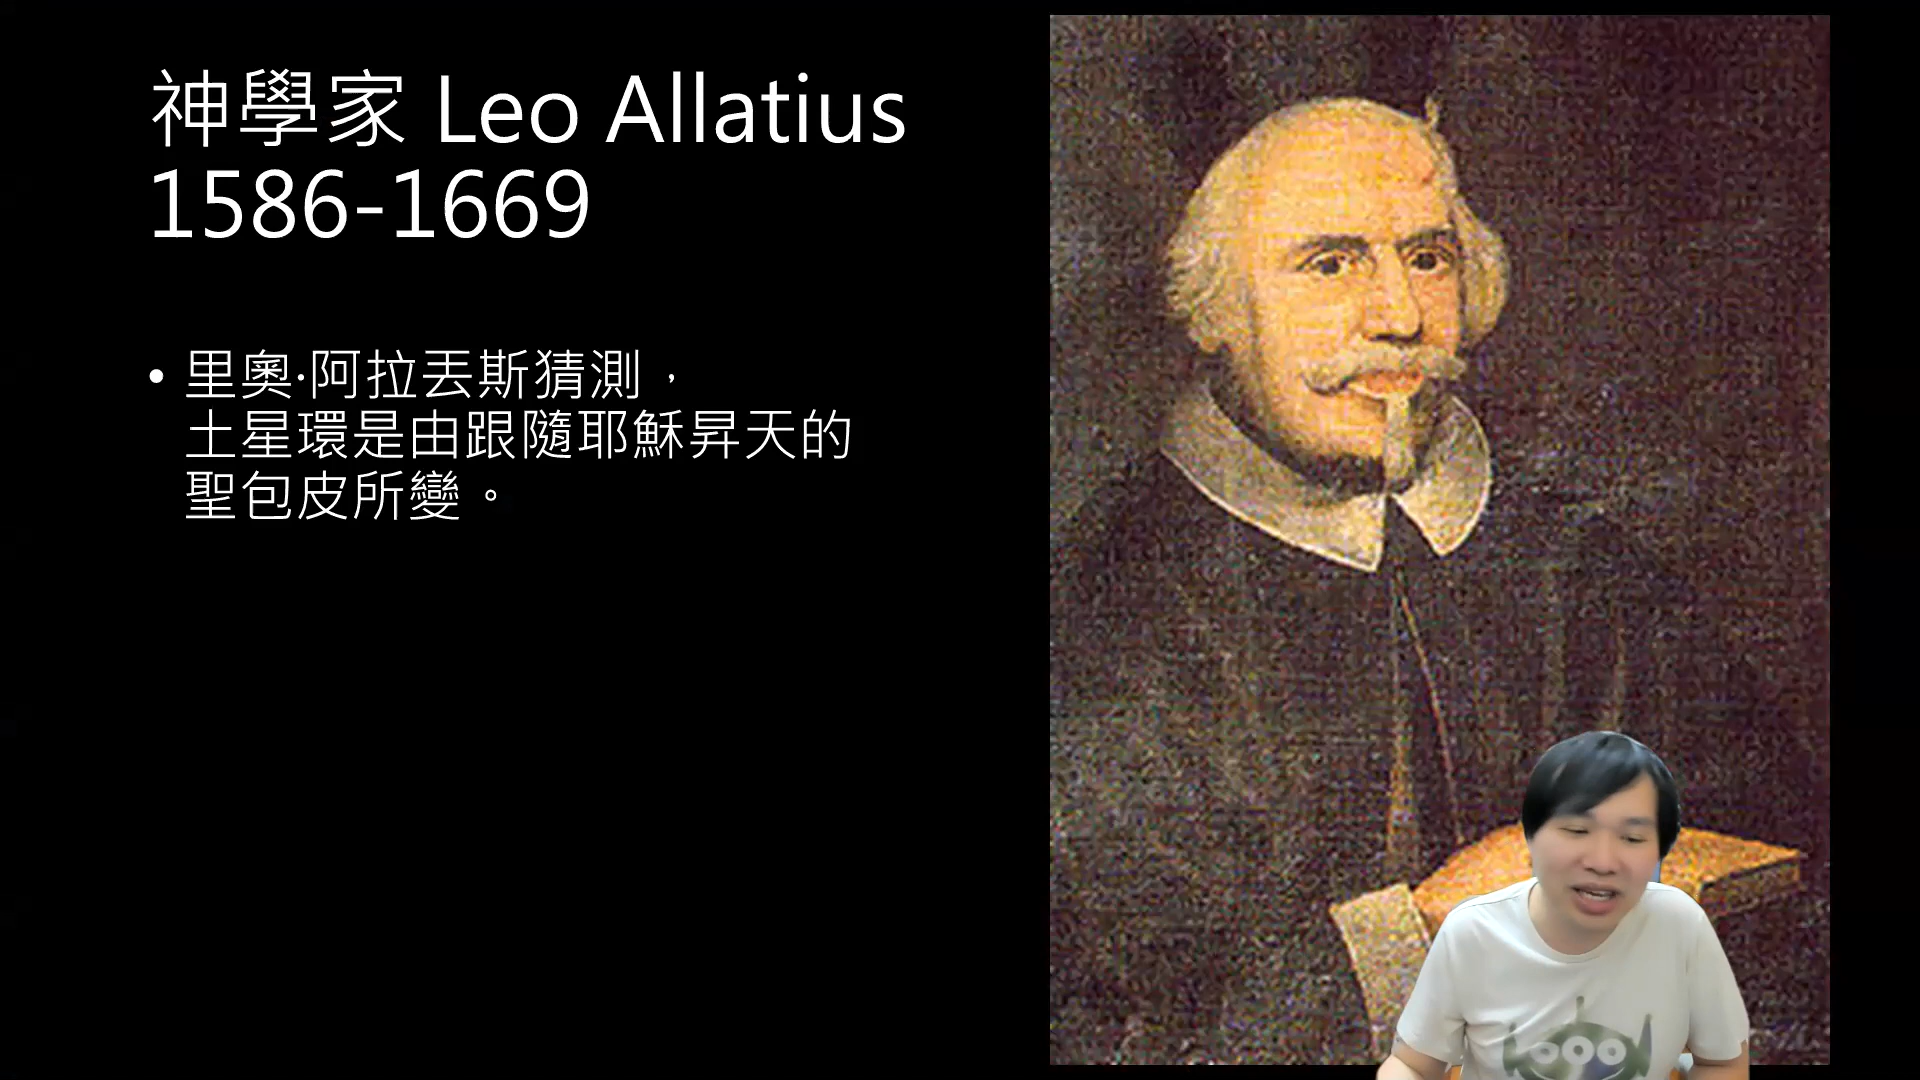 神學家 Leo Allatius
1586-1669
• 里奧·阿拉丟斯猜測，
土星環是由跟隨耶穌昇天的
聖包皮所變。